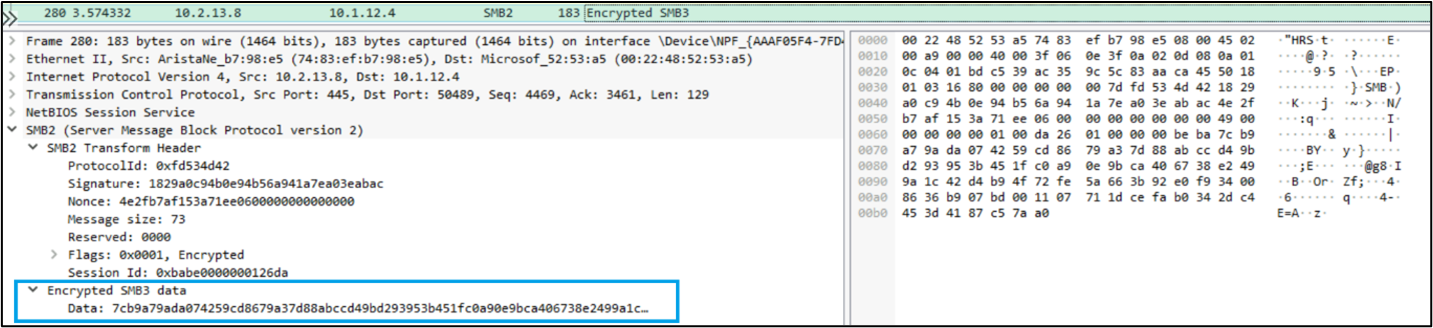 280 3.574332 10.2.13.8 10.1.12.4 SMB2 183 Encrypted SMB3
Frame 280: 183 bytes on wire (1464 bits), 183 bytes captured (1464 bits) on interface \Device\NPF_{AAAF05F4-7FD
Ethernet II, Src: AristaNe_b7:98:e5 (74:83:ef:b7:98:e5), Dst: Microsof_52:53:a5 (00:22:48:52:53:a5)
Internet Protocol Version 4, Src: 10.2.13.8, Dst: 10.1.12.4
Transmission Control Protocol, Src Port: 445, Dst Port: 50489, Seq: 4469, Ack: 3461, Len: 129
NetBIOS Session Service
SMB2 (Server Message Block Protocol version 2)
SMB2 Transform Header
ProtocolId: 0xfd534d42
Signature: 1829a0c94b0e94b56a941a7ea03eabac
Nonce: 4e2fb7af153a71ee0600000000000000
Message size: 73
Reserved: 0000
Flags: 0x0001, Encrypted
Session Id: 0xbabe0000000126da
Encrypted SMB3 data
Data: 7cb9a79ada074259cd8679a37d88abccd49bd293953b451fc0a90e9bca406738e2499a1c…
0000 00 22 48 52 53 a5 74 83 ef b7 98 e5 08 00 45 02 ·"HRS·t· ······E·
0010 00 a9 00 00 40 00 3f 06 0e 3f 0a 02 0d 08 0a 01 ····@·?· ·?······
0020 0c 04 01 bd c5 39 ac 35 9c 5c 83 aa ca 45 50 18 ·····9·5 ·\···EP·
0030 01 03 16 80 00 00 00 00 00 7d fd 53 4d 42 18 29 ········ ·}·SMB·)
0040 a0 c9 4b 0e 94 b5 6a 94 1a 7e a0 3e ab ac 4e 2f ··K···j· ·~·>··N/
0050 b7 af 15 3a 71 ee 06 00 00 00 00 00 00 00 49 00 ···:q··· ······I·
0060 00 00 00 00 01 00 da 26 01 00 00 00 be ba 7c b9 ·······& ······|·
0070 a7 9a da 07 42 59 cd 86 79 a3 7d 88 ab cc d4 9b ····BY·· y·}·····
0080 d2 93 95 3b 45 1f c0 a9 0e 9b ca 40 67 38 e2 49 ···;E··· ···@g8·I
0090 9a 1c 42 d4 b9 4f 72 fe 5a 66 3b 92 e0 f9 34 00 ··B··Or· Zf;···4·
00a0 86 36 b9 07 bd 00 11 07 71 1d ce fa b0 34 2d c4 ·6······ q····4-·
00b0 45 3d 41 87 c5 7a a0 E=A··z·